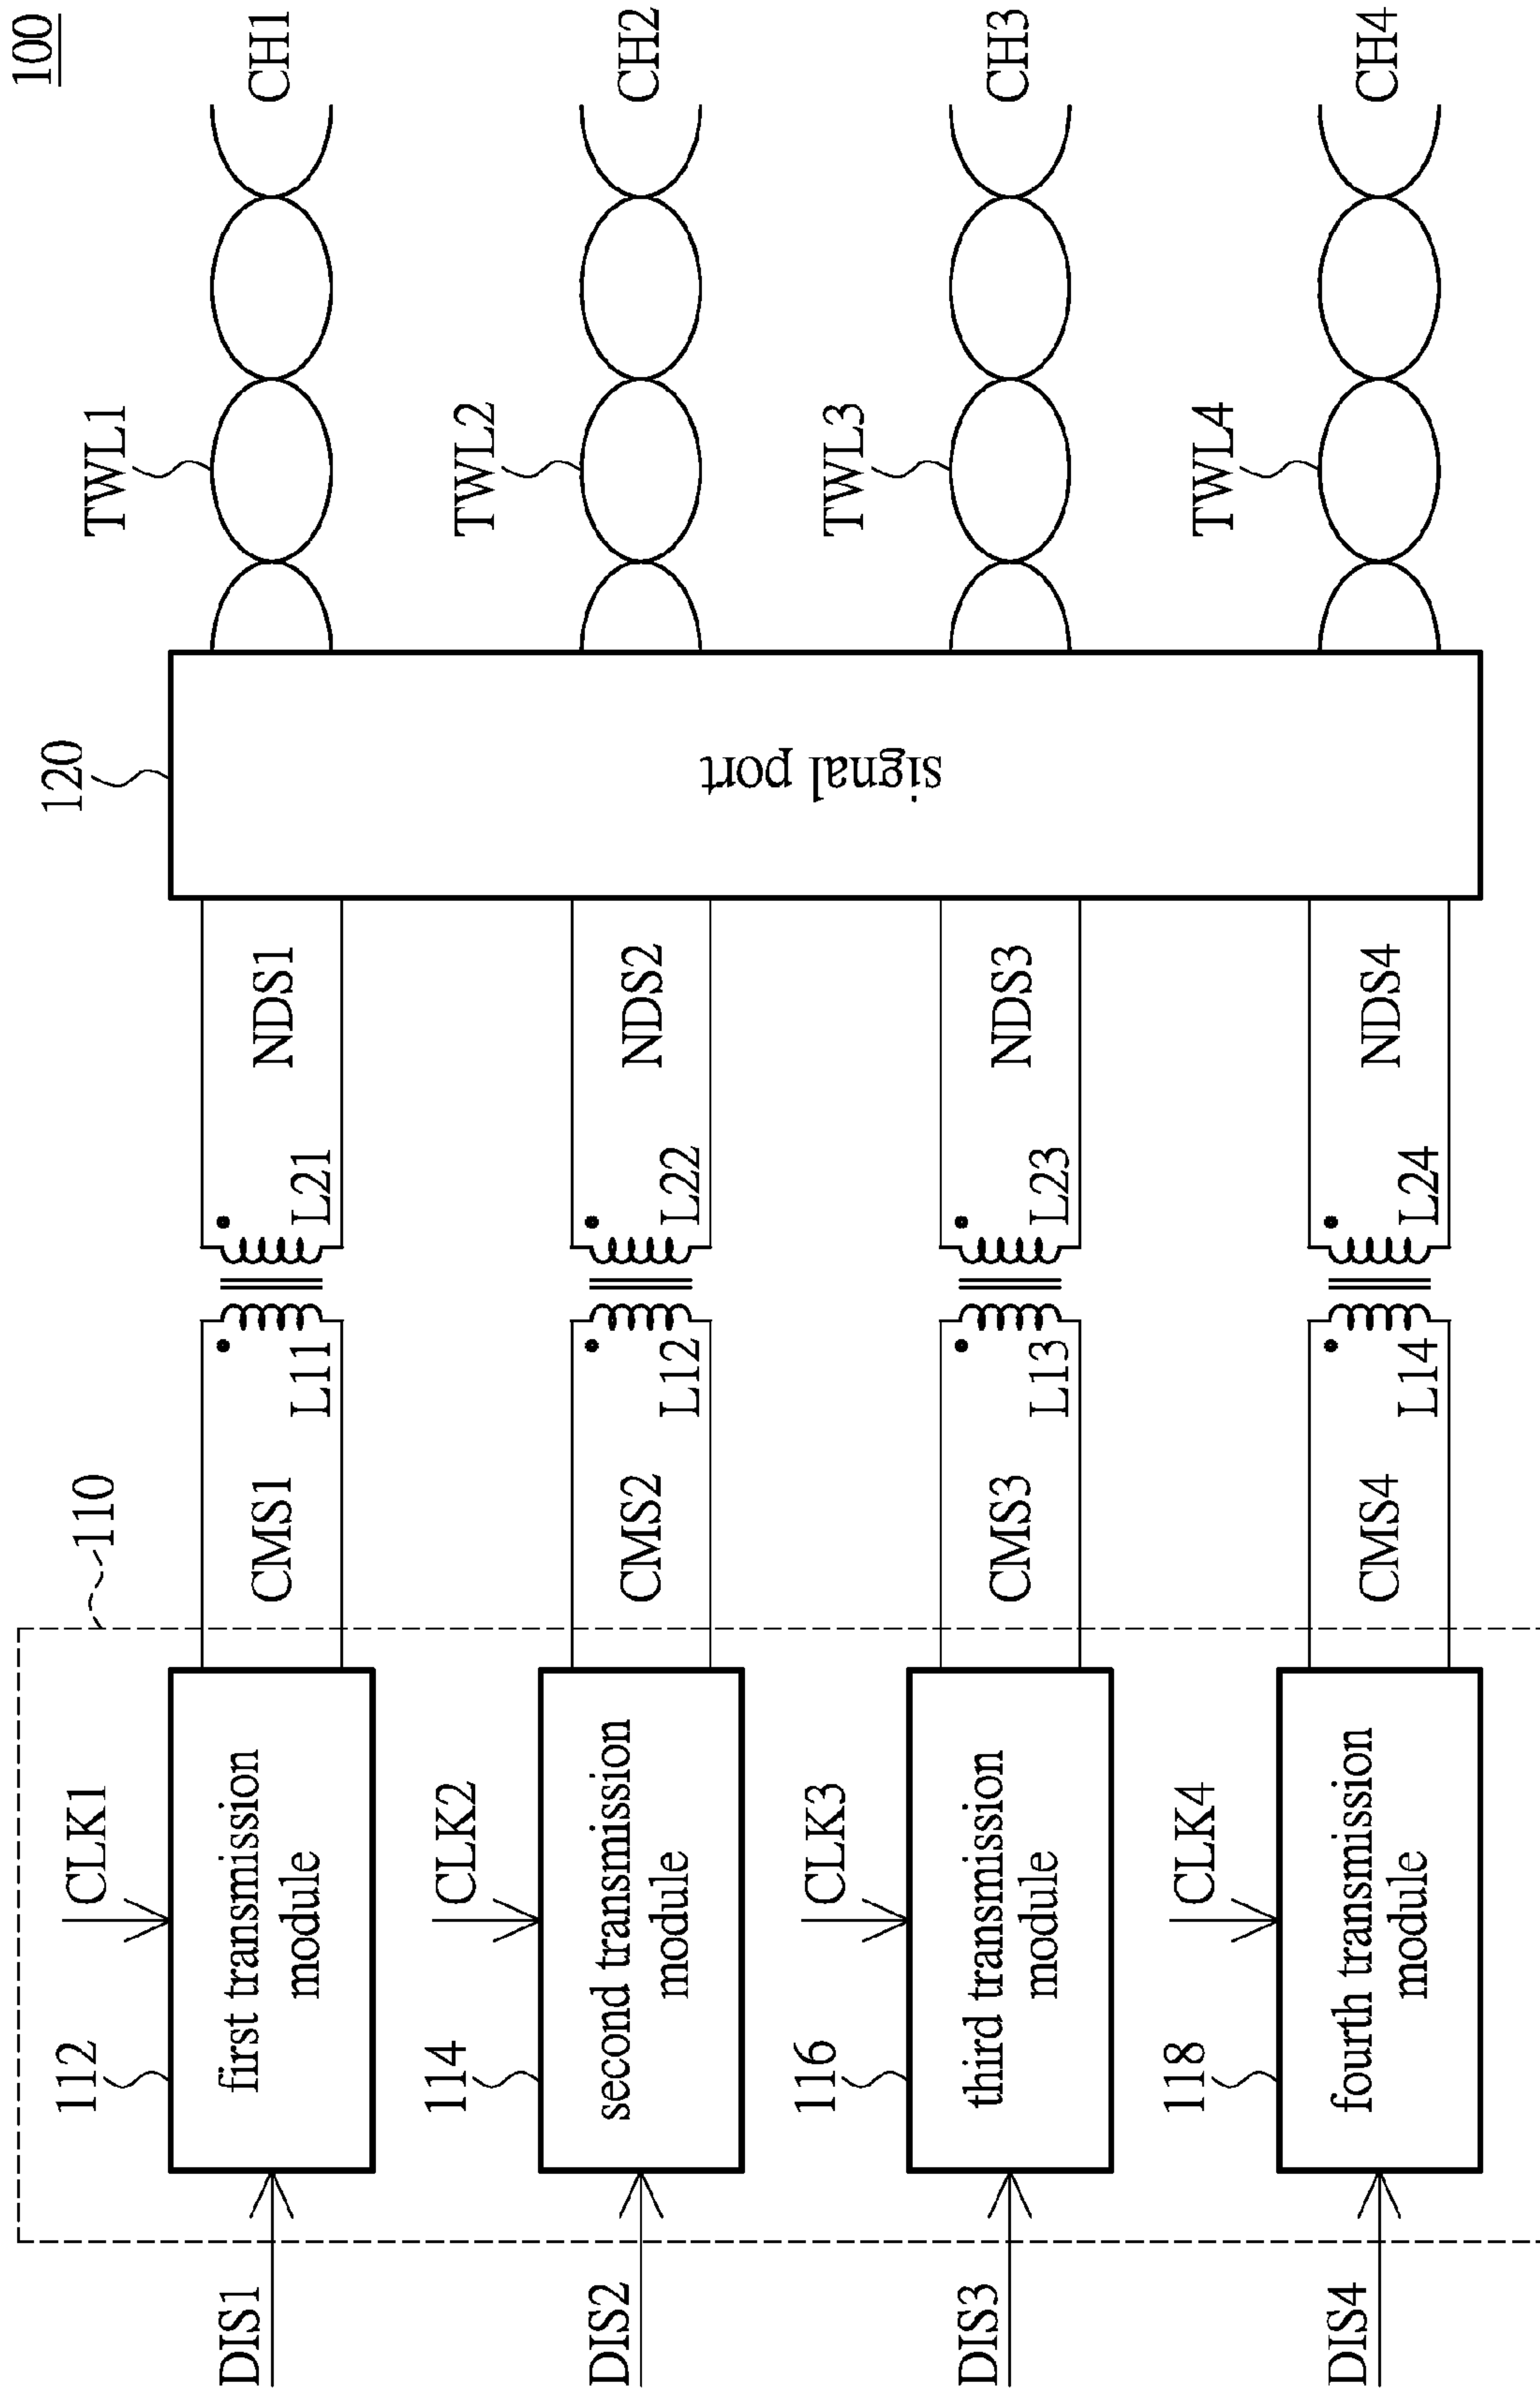 100
110
120
CLK1
112
DIS1
first transmission
module
CMS1
L11
L21
NDS1
TWL1
CH1
CLK2
114
DIS2
second transmission
module
CMS2
L12
L22
NDS2
TWL2
CH2
signal port
CLK3
116
DIS3
third transmission
module
CMS3
L13
L23
NDS3
TWL3
CH3
CLK4
118
DIS4
fourth transmission
module
CMS4
L14
L24
NDS4
TWL4
CH4